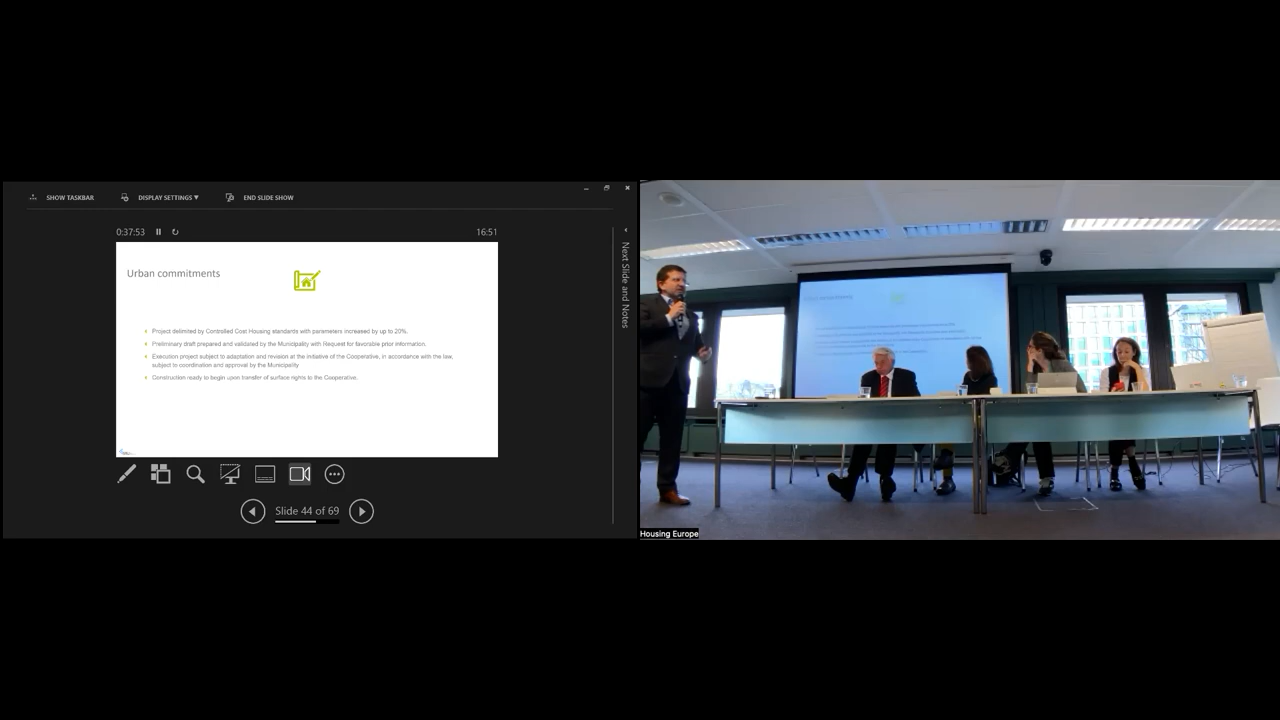 SHOW TASKBAR
DISPLAY SETTINGS
END SLIDE SHOW
0:37:53
16:51
Urban commitments
Project delimited by Controlled Cost Housing standards with parameters increased by up to 20%.
Preliminary draft prepared and validated by the Municipality with Request for favorable prior information.
Execution project subject to adaptation and revision at the initiative of the Cooperative, in accordance with the law,
subject to coordination and approval by the Municipality
Construction ready to begin upon transfer of surface rights to the Cooperative.
Slide 44 of 69
Next Slide and Notes
Housing Europe